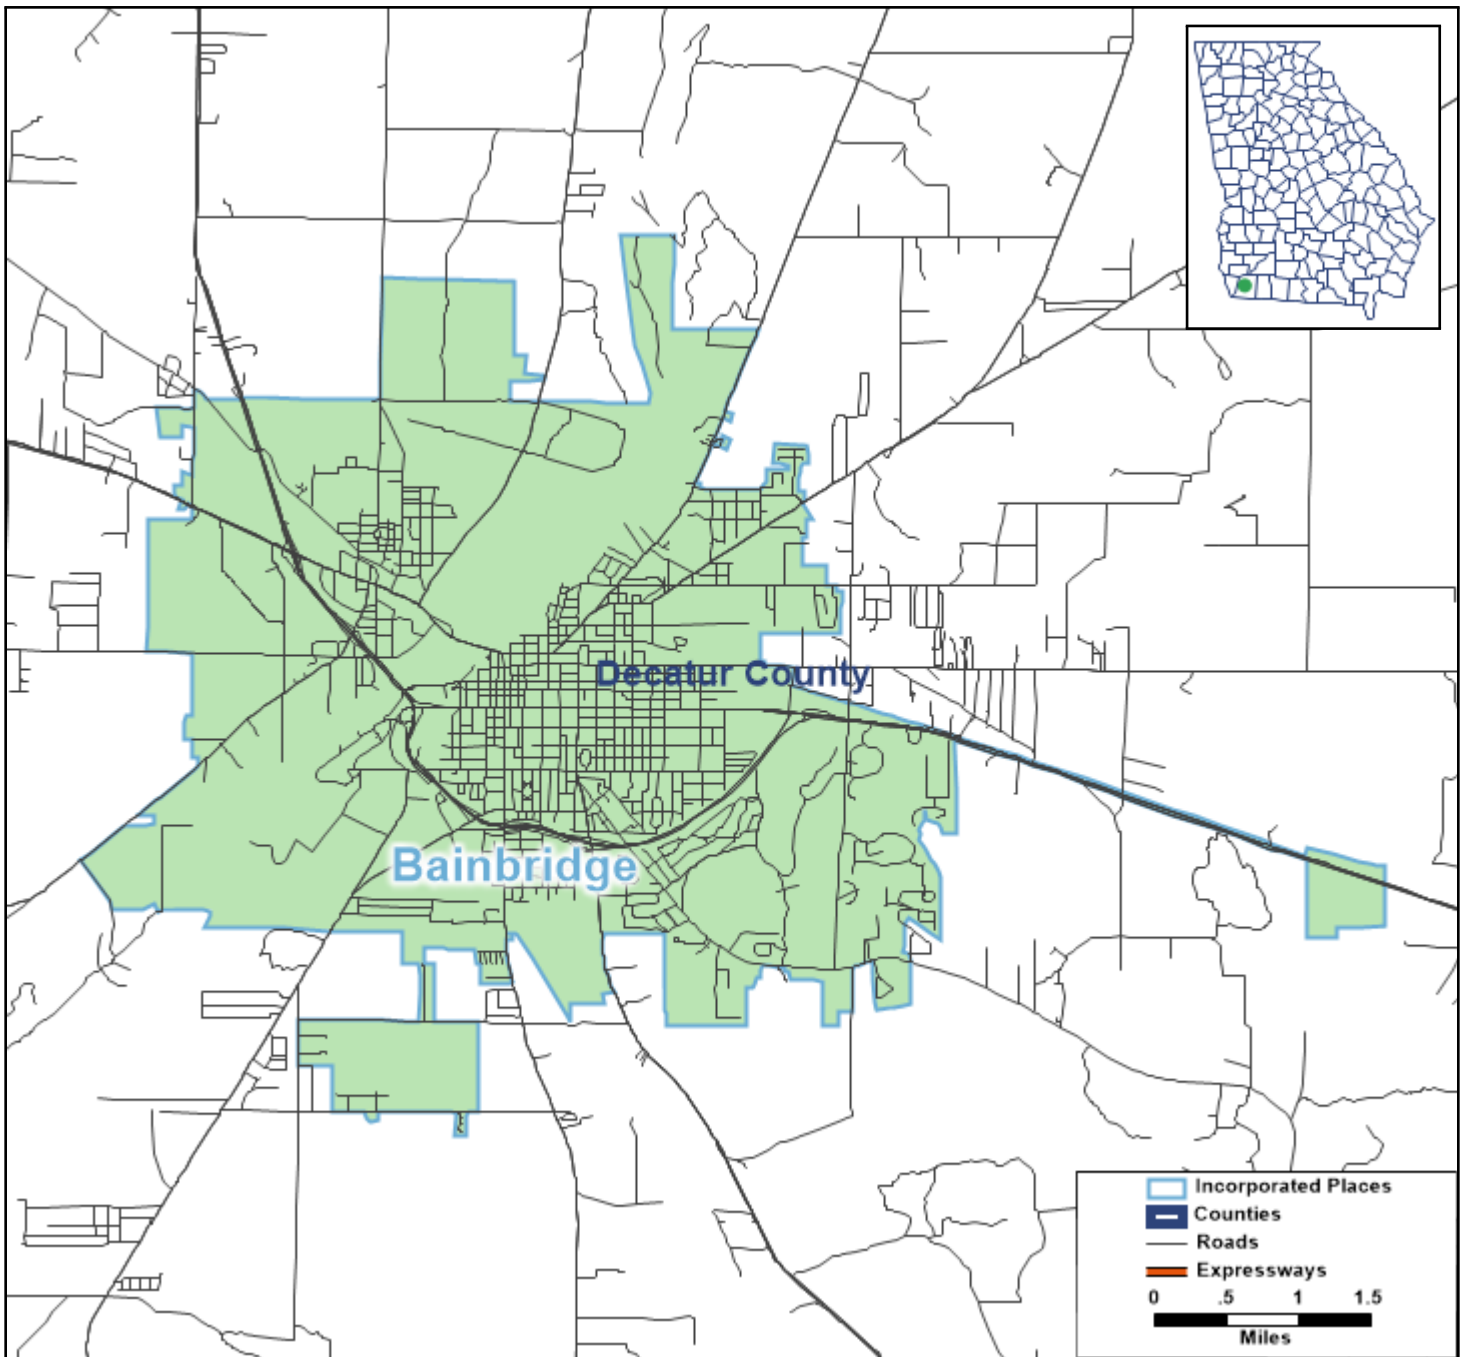 Decatur County
Bainbridge
Incorporated Places
Counties
Roads
Expressways
0 .5 1 1.5
Miles